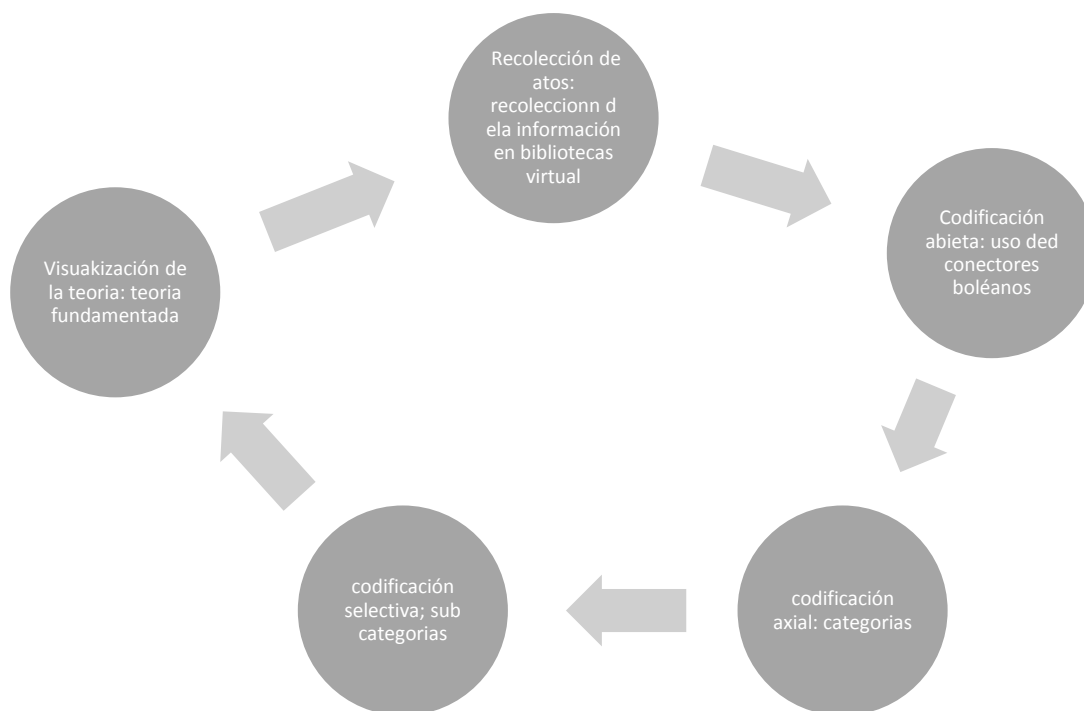 Recolección de
atos:
recoleccionn d
ela información
en bibliotecas
virtual
Codificación
abieta: uso ded
conectores
boléanos
codificación
axial: categorias
codificación
selectiva; sub
categorias
Visuakización de
la teoria: teoria
fundamentada